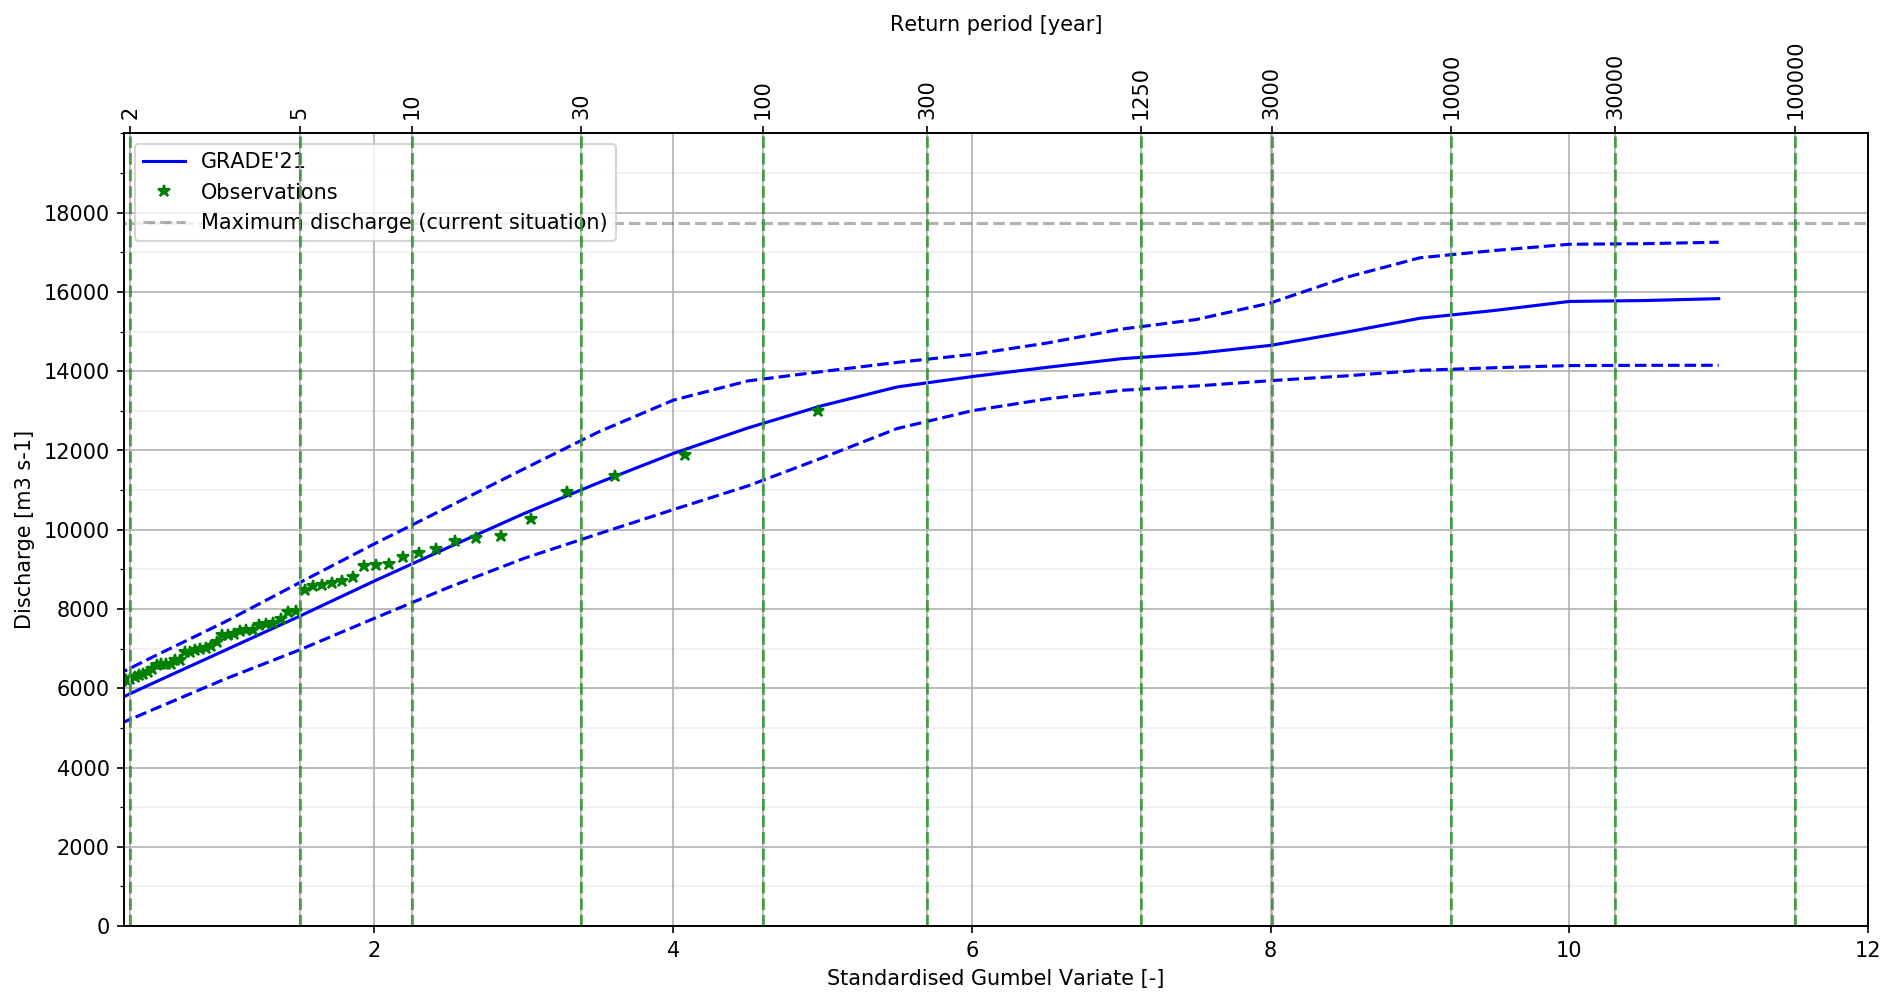 Return period [year]
2 5 10 30 100 300 1250 3000 10000 30000 100000
GRADE'21
Observations
Maximum discharge (current situation)
18000
16000
14000
12000
10000
8000
6000
4000
2000
0
Discharge [m3 s-1]
2 4 6 8 10 12
Standardised Gumbel Variate [-]